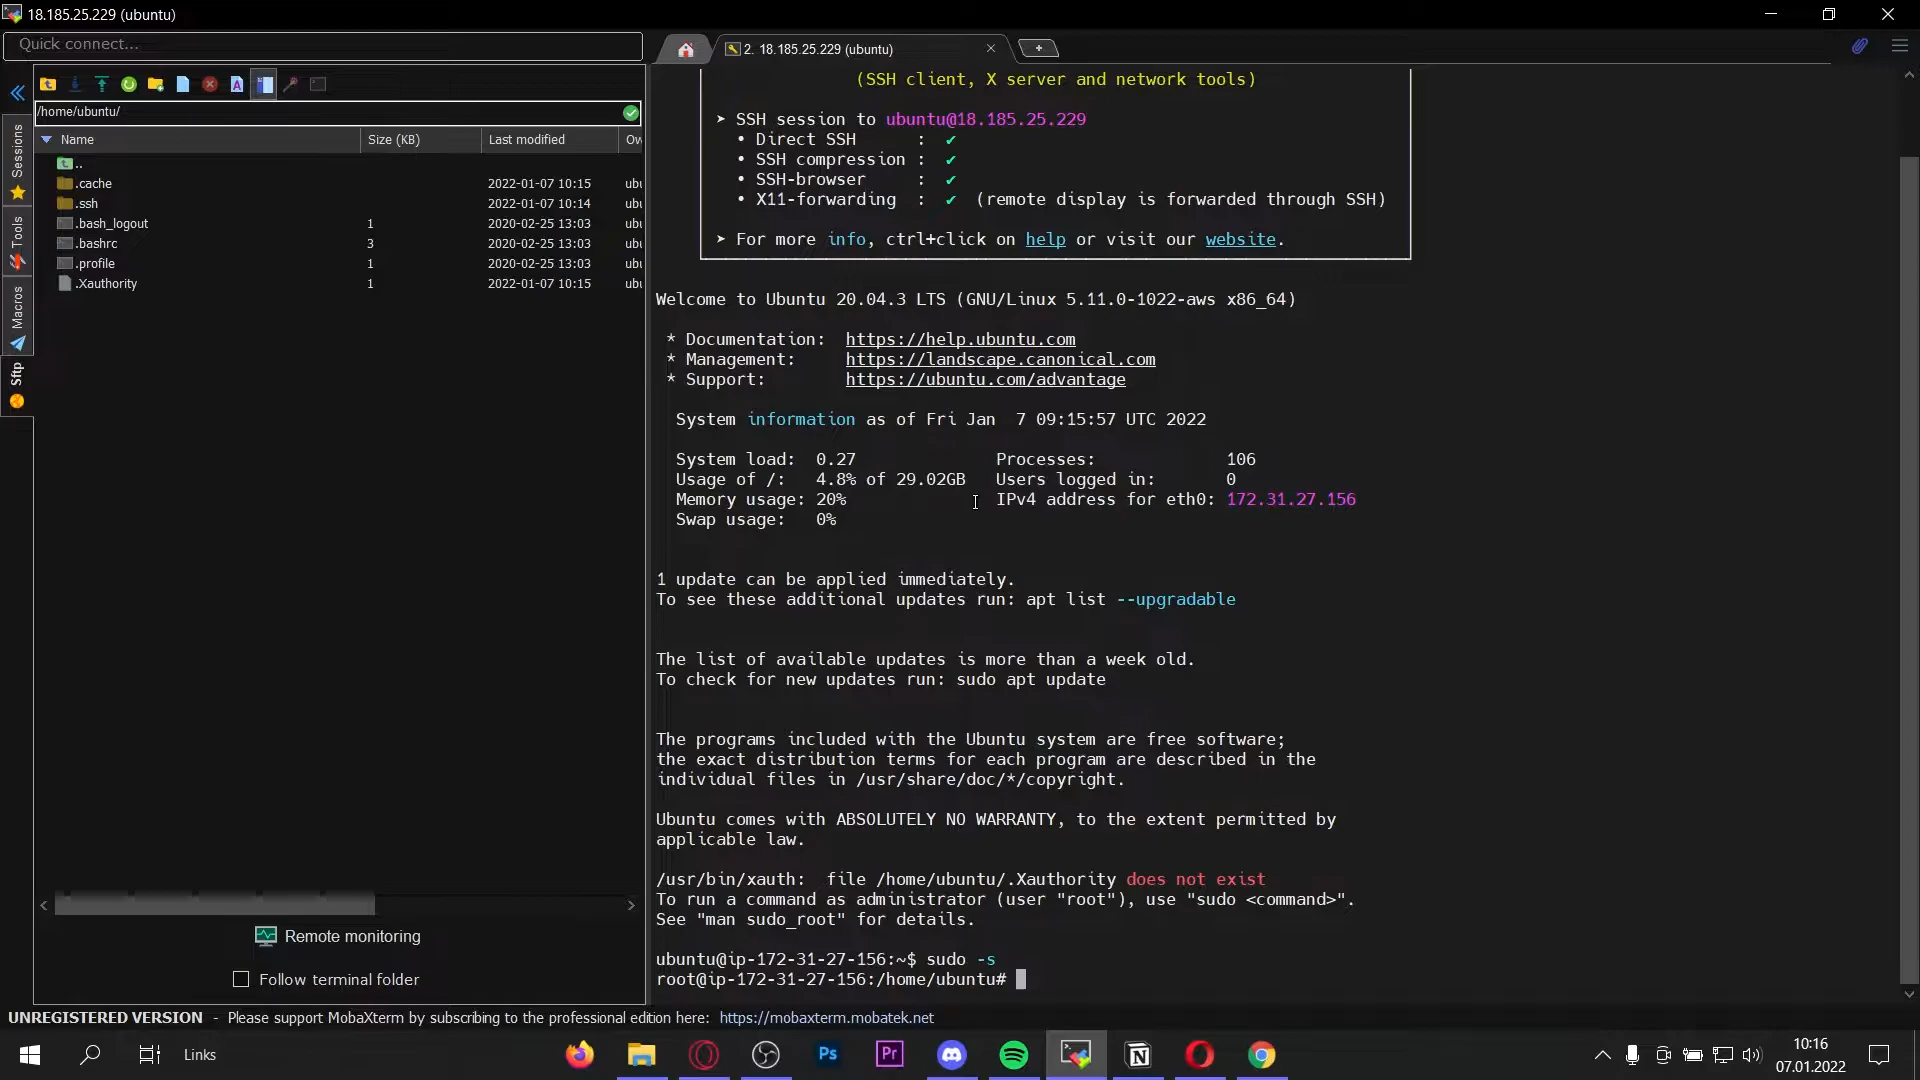 18.185.25.229 (ubuntu)
Quick connect...
2. 18.185.25.229 (ubuntu)
/home/ubuntu/
Name Size (KB) Last modified Ow
..
.cache 2022-01-07 10:15 ubu
.ssh 2022-01-07 10:14 ubu
.bash_logout 1 2020-02-25 13:03 ubu
.bashrc 3 2020-02-25 13:03 ubu
.profile 1 2020-02-25 13:03 ubu
.Xauthority 1 2022-01-07 10:15 ubu
Sessions
Tools
Macros
Sftp
Remote monitoring
Follow terminal folder
(SSH client, X server and network tools)
➤ SSH session to ubuntu@18.185.25.229
• Direct SSH : ✔
• SSH compression : ✔
• SSH-browser : ✔
• X11-forwarding : ✔ (remote display is forwarded through SSH)
➤ For more info, ctrl+click on help or visit our website.
Welcome to Ubuntu 20.04.3 LTS (GNU/Linux 5.11.0-1022-aws x86_64)
* Documentation: https://help.ubuntu.com
* Management: https://landscape.canonical.com
* Support: https://ubuntu.com/advantage
System information as of Fri Jan 7 09:15:57 UTC 2022
System load: 0.27 Processes: 106
Usage of /: 4.8% of 29.02GB Users logged in: 0
Memory usage: 20% IPv4 address for eth0: 172.31.27.156
Swap usage: 0%
1 update can be applied immediately.
To see these additional updates run: apt list --upgradable
The list of available updates is more than a week old.
To check for new updates run: sudo apt update
The programs included with the Ubuntu system are free software;
the exact distribution terms for each program are described in the
individual files in /usr/share/doc/*/copyright.
Ubuntu comes with ABSOLUTELY NO WARRANTY, to the extent permitted by
applicable law.
/usr/bin/xauth: file /home/ubuntu/.Xauthority does not exist
To run a command as administrator (user "root"), use "sudo <command>".
See "man sudo_root" for details.
ubuntu@ip-172-31-27-156:~$ sudo -s
root@ip-172-31-27-156:/home/ubuntu#
UNREGISTERED VERSION - Please support MobaXterm by subscribing to the professional edition here: https://mobaxterm.mobatek.net
Links
Ps
Pr
10:16
07.01.2022